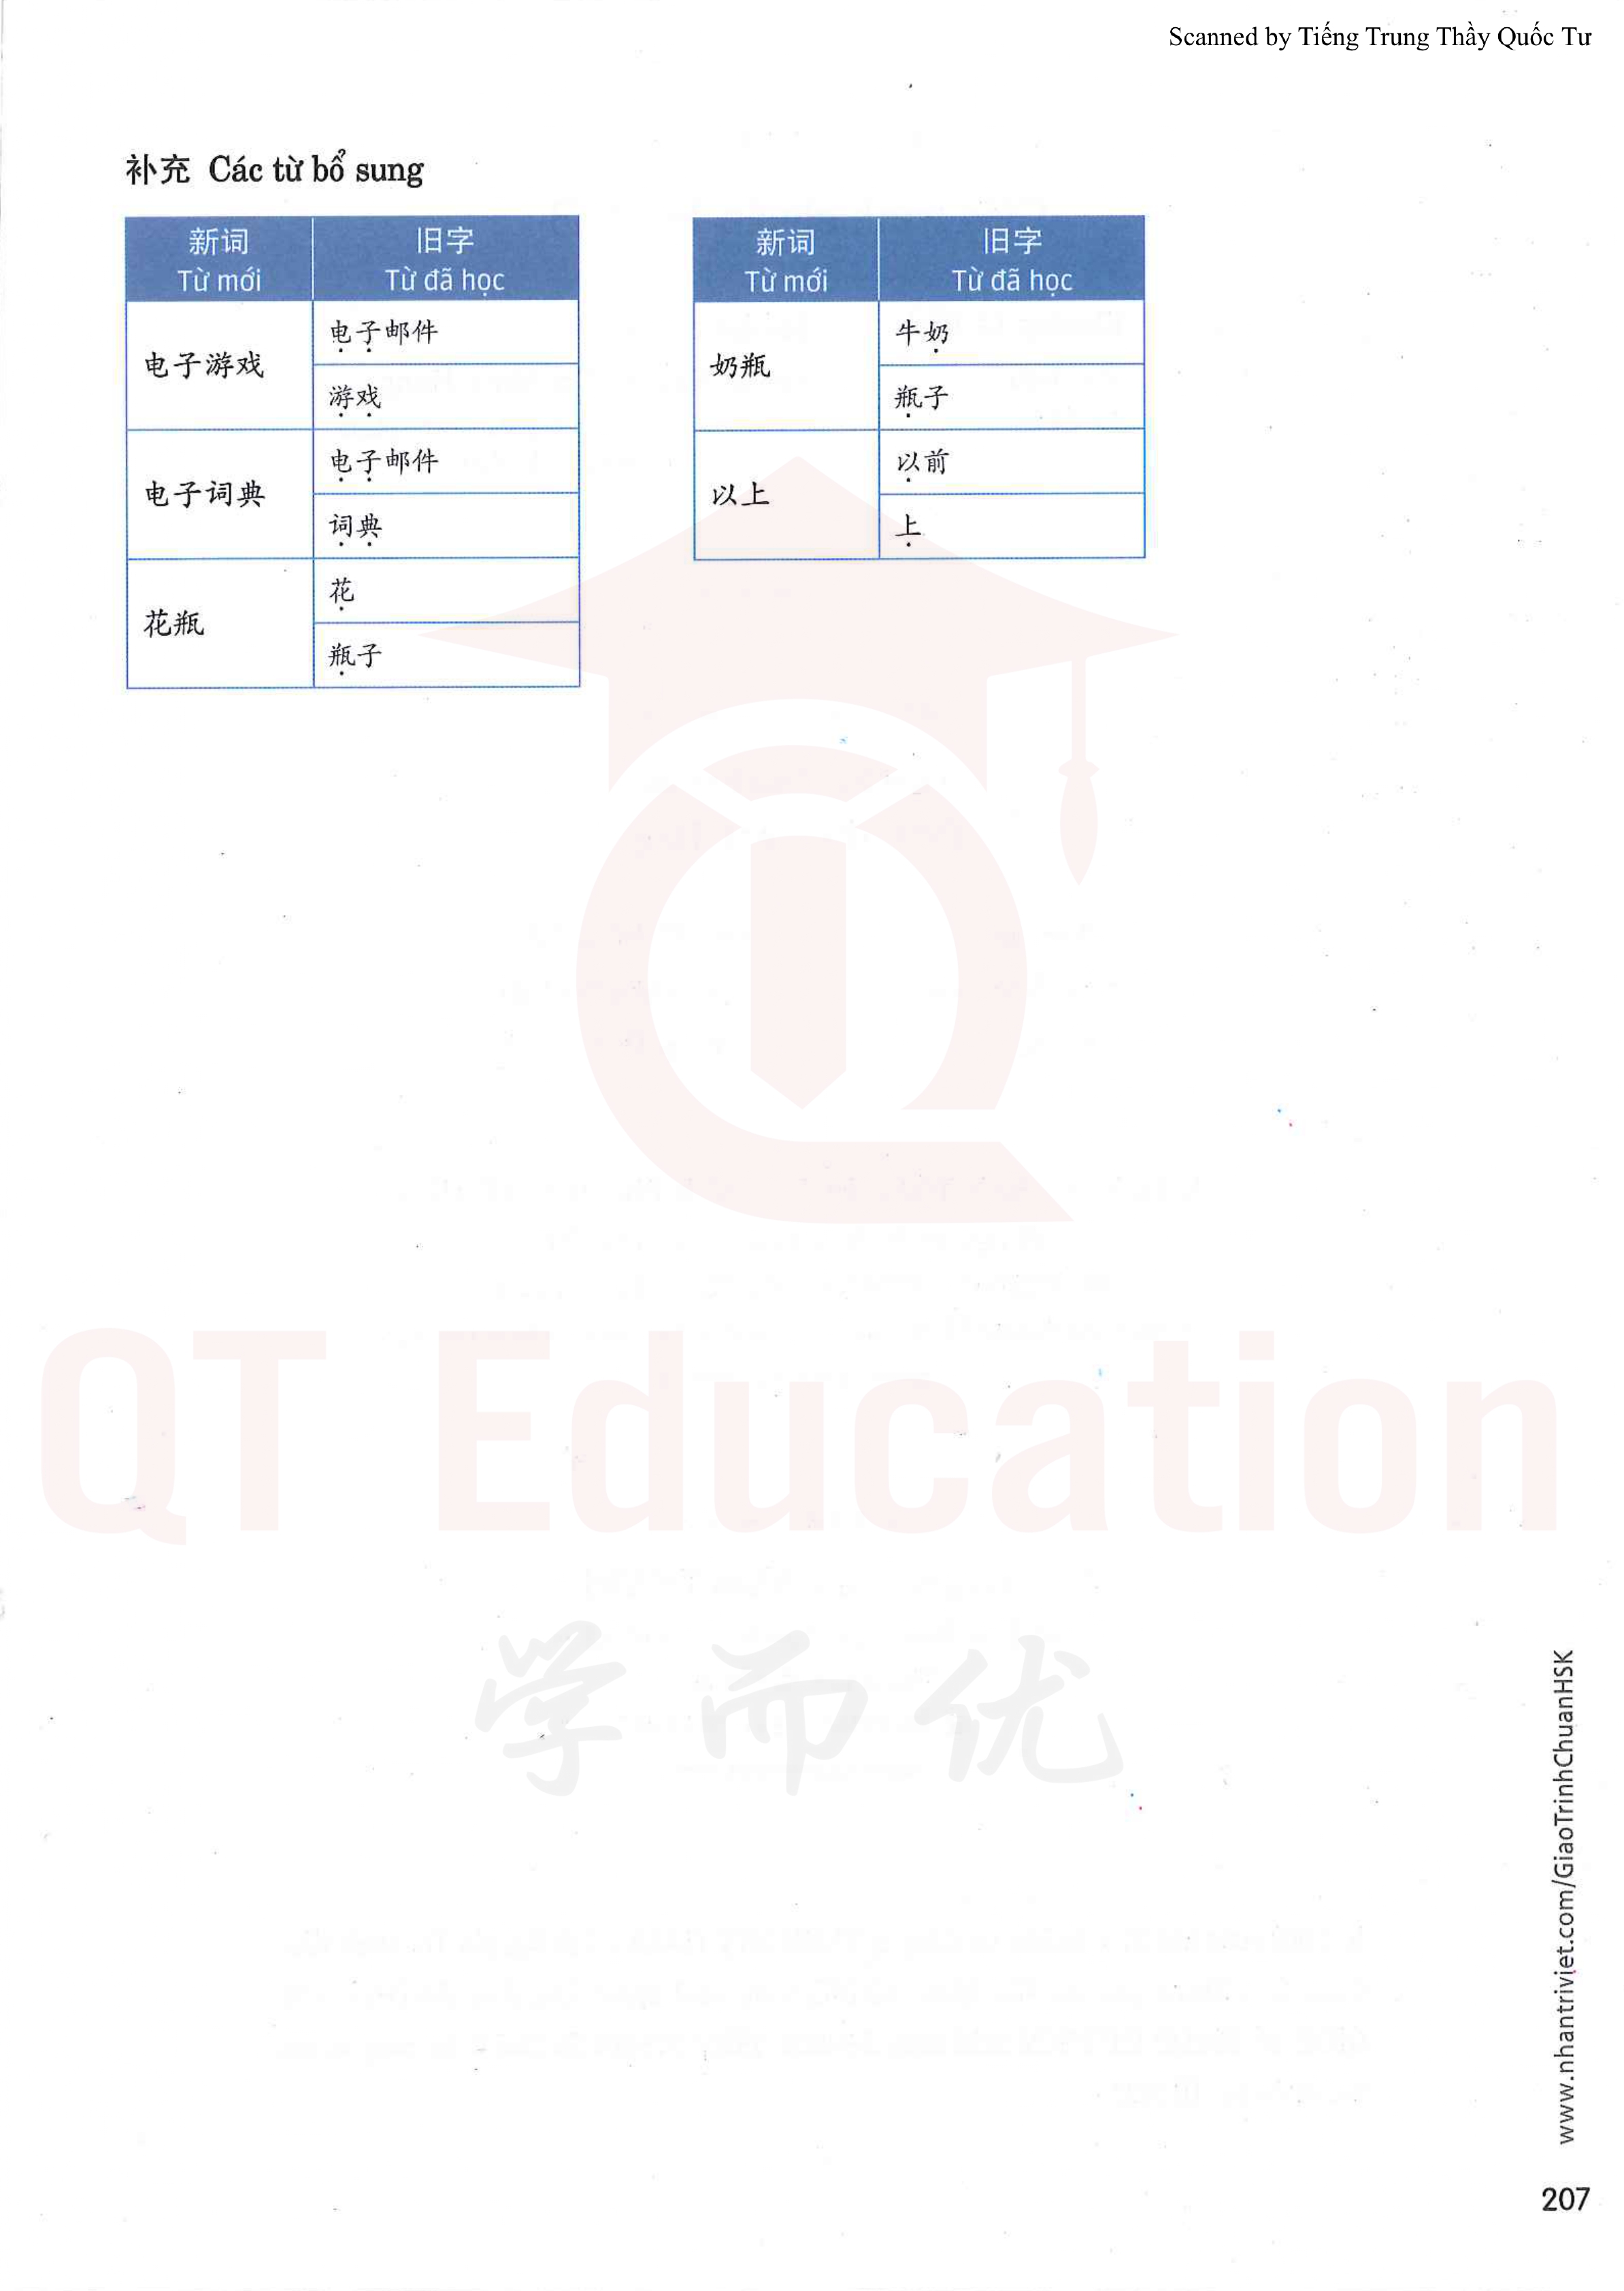 Scanned by Tiếng Trung Thầy Quốc Tư
补充 Các từ bổ sung
新词 旧字
Từ mới Từ đã học
电子游戏
电子邮件
游戏
电子词典
电子邮件
词典
花瓶
花
瓶子
新词 旧字
Từ mới Từ đã học
奶瓶
牛奶
瓶子
以上
以前
上
QT Education
学而优
www.nhantriviet.com/GiaoTrinhChuanHSK
207